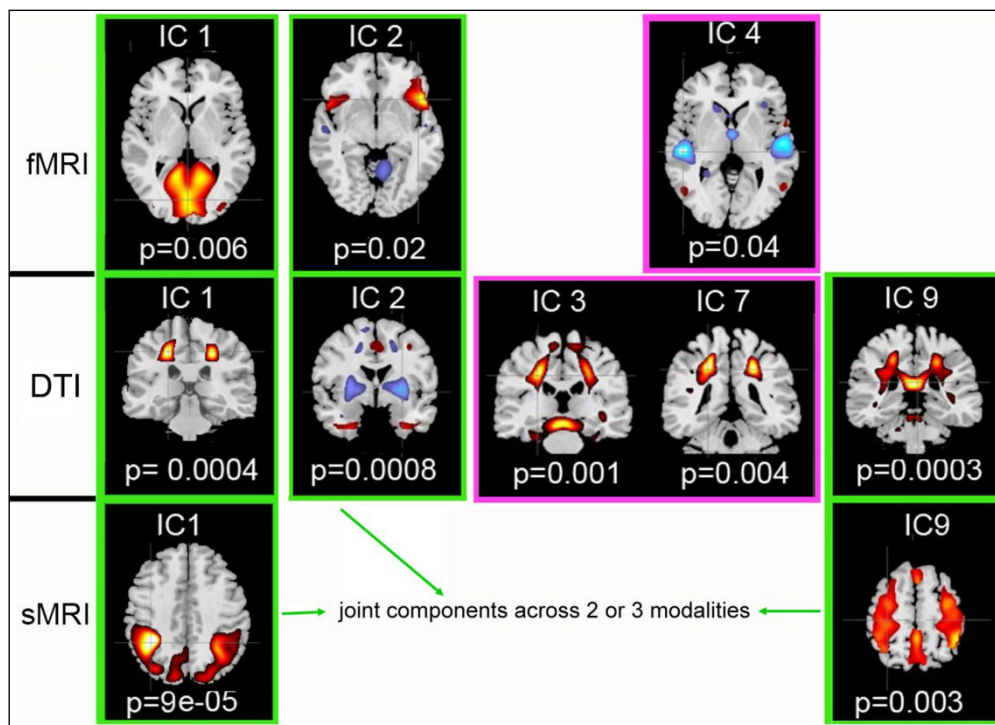 IC 1
IC 2
IC 4
fMRI
p=0.006
p=0.02
p=0.04
IC 1
IC 2
IC 3
IC 7
IC 9
DTI
p= 0.0004
p=0.0008
p=0.001
p=0.004
p=0.0003
IC1
IC9
sMRI
joint components across 2 or 3 modalities
p=9e-05
p=0.003